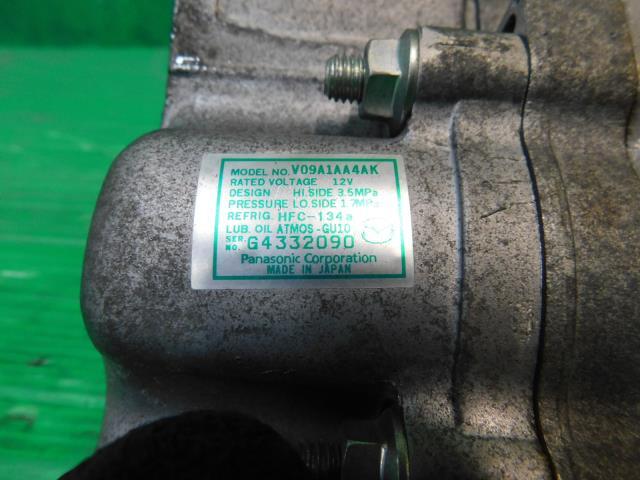 MODEL NO. V09A1AA4AK
RATED VOLTAGE 12V
DESIGN HI.SIDE 3.5MPa
PRESSURE LO.SIDE 1.7MPa
REFRIG. HFC-134a
LUB. OIL ATMOS-GU10
SER. NO. G4332090
Panasonic Corporation
MADE IN JAPAN